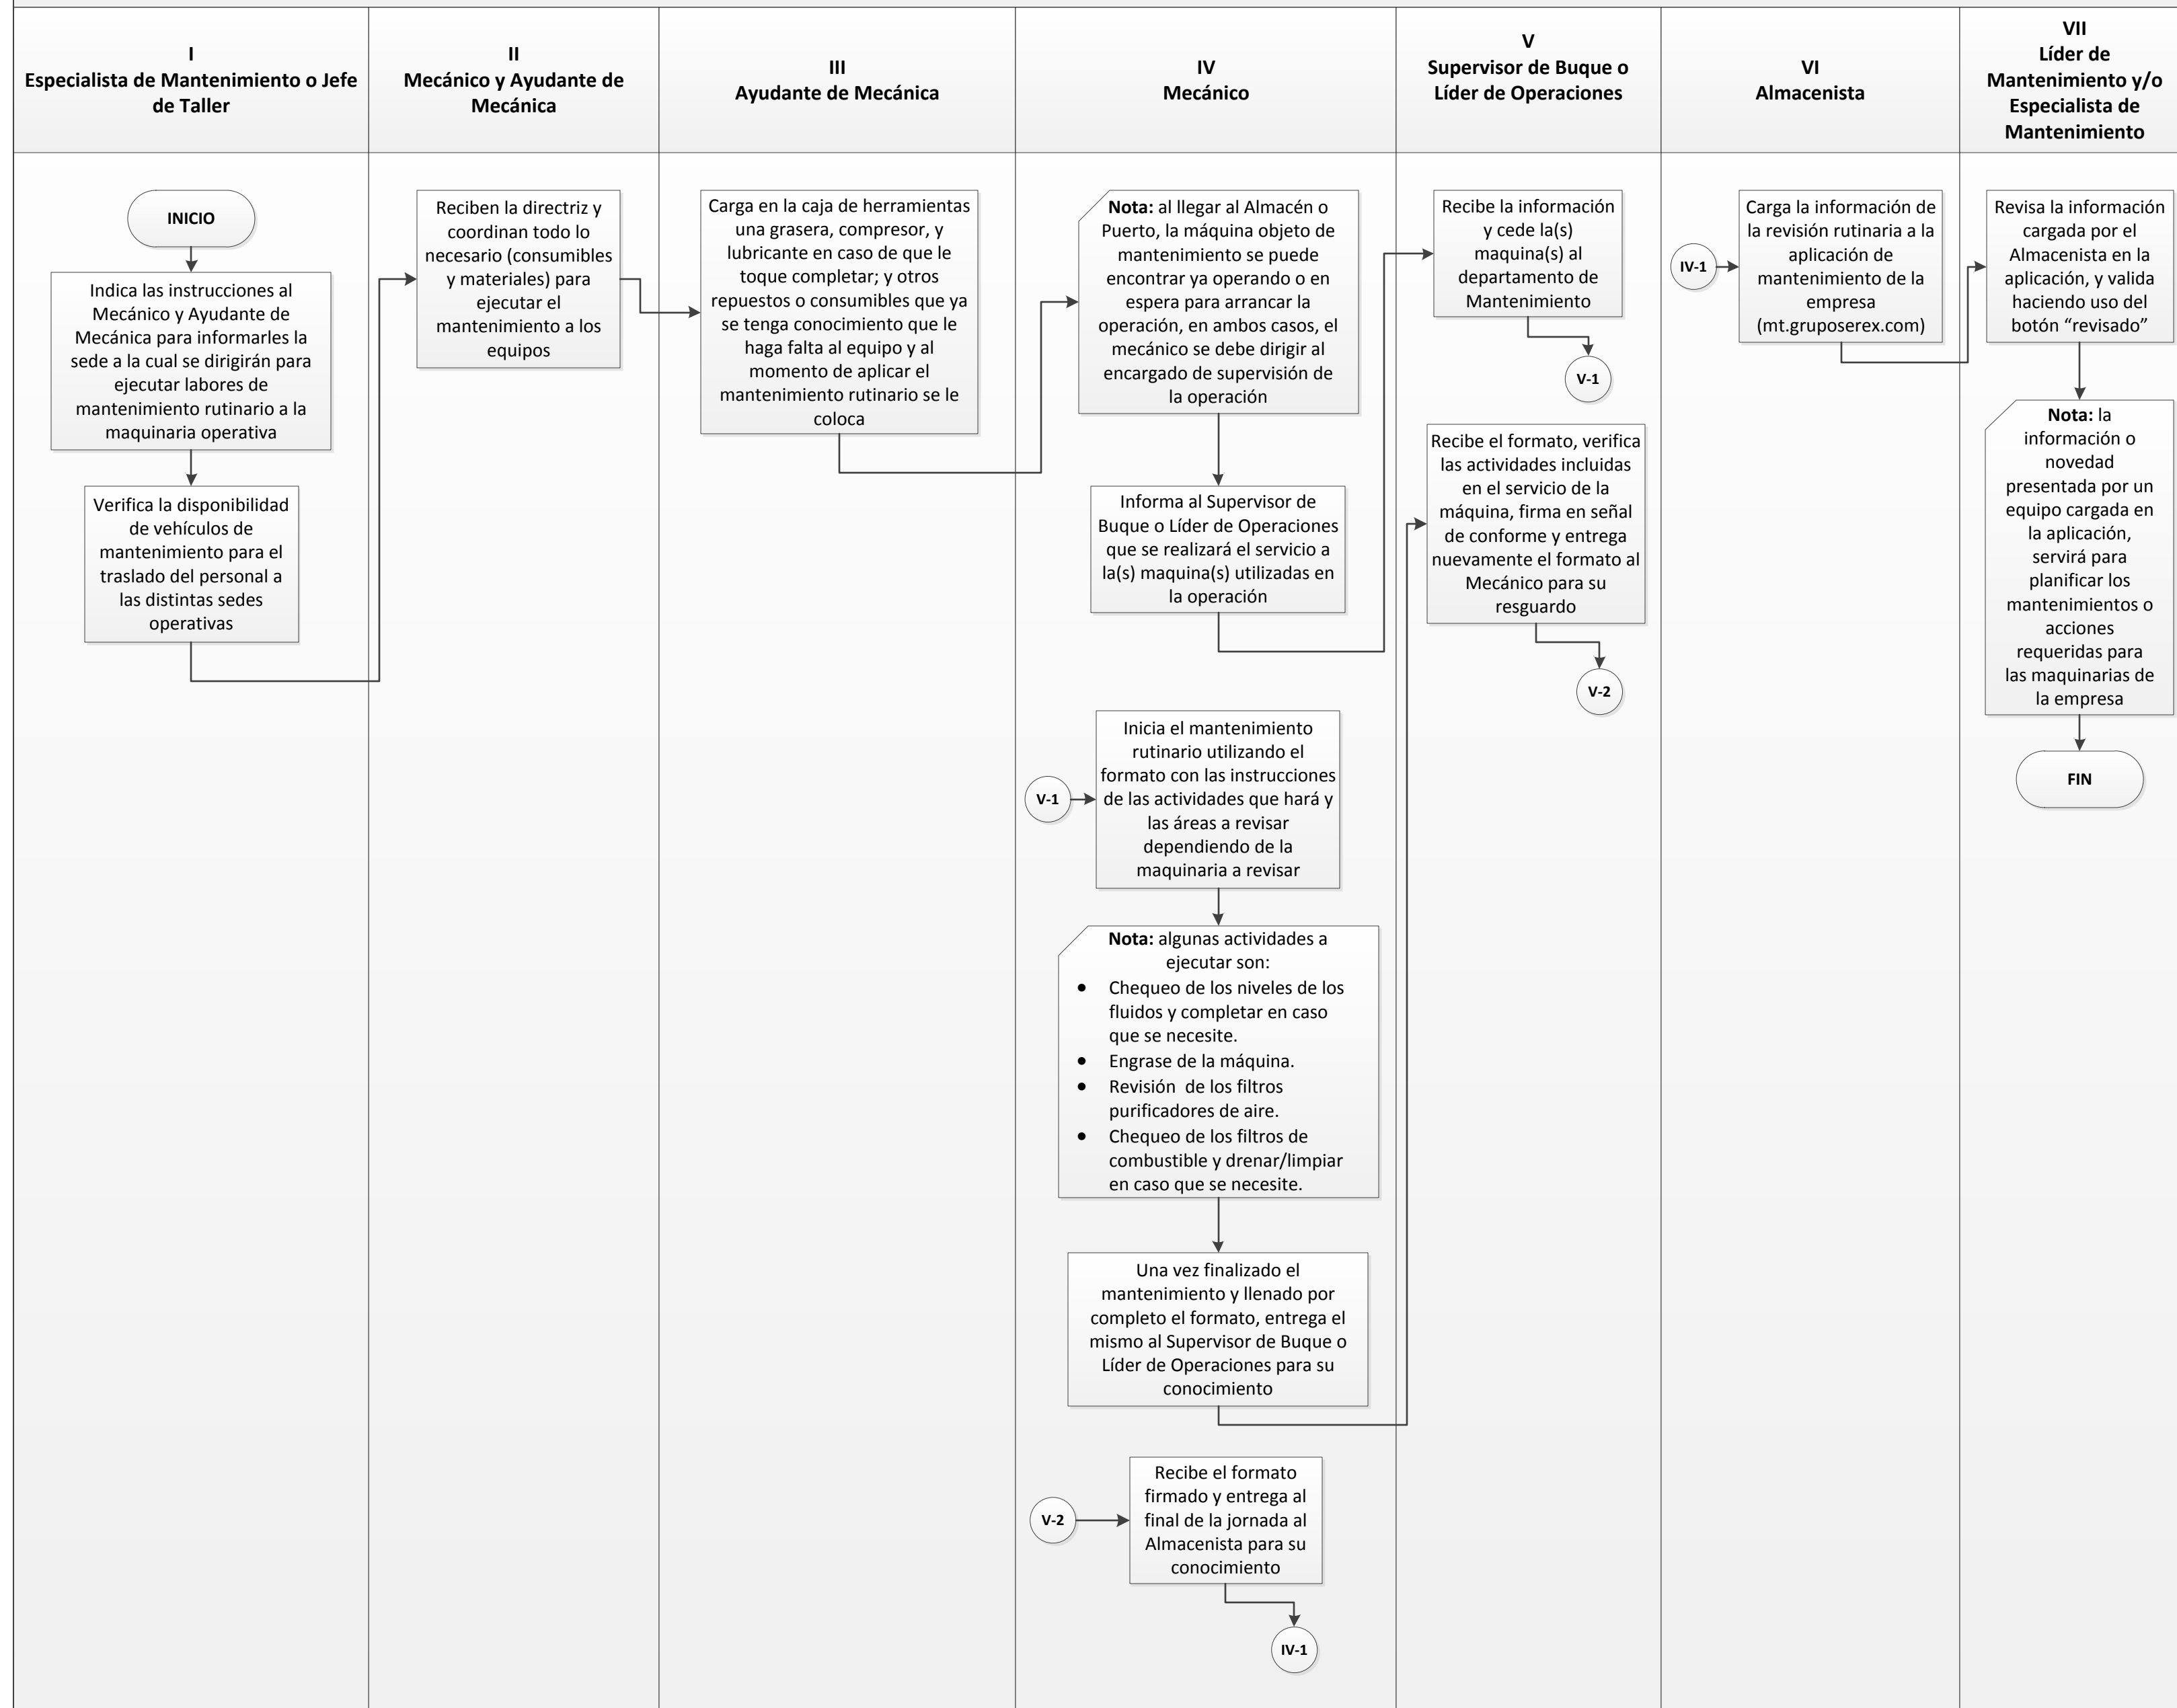 I
Especialista de Mantenimiento o Jefe
de Taller
II
Mecánico y Ayudante de
Mecánica
III
Ayudante de Mecánica
IV
Mecánico
V
Supervisor de Buque o
Líder de Operaciones
VI
Almacenista
VII
Líder de
Mantenimiento y/o
Especialista de
Mantenimiento
INICIO
Indica las instrucciones al
Mecánico y Ayudante de
Mecánica para informarles la
sede a la cual se dirigirán para
ejecutar labores de
mantenimiento rutinario a la
maquinaria operativa
Verifica la disponibilidad
de vehículos de
mantenimiento para el
traslado del personal a
las distintas sedes
operativas
Reciben la directriz y
coordinan todo lo
necesario (consumibles
y materiales) para
ejecutar el
mantenimiento a los
equipos
Carga en la caja de herramientas
una grasera, compresor, y
lubricante en caso de que le
toque completar; y otros
repuestos o consumibles que ya
se tenga conocimiento que le
haga falta al equipo y al
momento de aplicar el
mantenimiento rutinario se le
coloca
Nota: al llegar al Almacén o
Puerto, la máquina objeto de
mantenimiento se puede
encontrar ya operando o en
espera para arrancar la
operación, en ambos casos, el
mecánico se debe dirigir al
encargado de supervisión de
la operación
Informa al Supervisor de
Buque o Líder de Operaciones
que se realizará el servicio a
la(s) maquina(s) utilizadas en
la operación
V-1
Inicia el mantenimiento
rutinario utilizando el
formato con las instrucciones
de las actividades que hará y
las áreas a revisar
dependiendo de la
maquinaria a revisar
Nota: algunas actividades a
ejecutar son:
• Chequeo de los niveles de los
fluidos y completar en caso
que se necesite.
• Engrase de la máquina.
• Revisión  de los filtros
purificadores de aire.
• Chequeo de los filtros de
combustible y drenar/limpiar
en caso que se necesite.
Una vez finalizado el
mantenimiento y llenado por
completo el formato, entrega el
mismo al Supervisor de Buque o
Líder de Operaciones para su
conocimiento
V-2
Recibe el formato
firmado y entrega al
final de la jornada al
Almacenista para su
conocimiento
IV-1
Recibe la información
y cede la(s)
maquina(s) al
departamento de
Mantenimiento
V-1
Recibe el formato, verifica
las actividades incluidas
en el servicio de la
máquina, firma en señal
de conforme y entrega
nuevamente el formato al
Mecánico para su
resguardo
V-2
IV-1
Carga la información de
la revisión rutinaria a la
aplicación de
mantenimiento de la
empresa
(mt.gruposerex.com)
Revisa la información
cargada por el
Almacenista en la
aplicación, y valida
haciendo uso del
botón “revisado”
Nota: la
información o
novedad
presentada por un
equipo cargada en
la aplicación,
servirá para
planificar los
mantenimientos o
acciones
requeridas para
las maquinarias de
la empresa
FIN